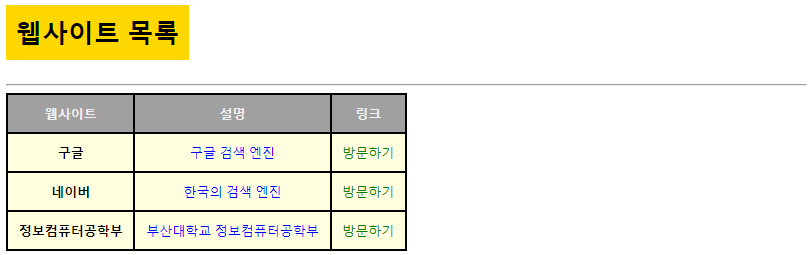 웹사이트 목록
웹사이트 설명 링크
구글 구글 검색 엔진 방문하기
네이버 한국의 검색 엔진 방문하기
정보컴퓨터공학부 부산대학교 정보컴퓨터공학부 방문하기